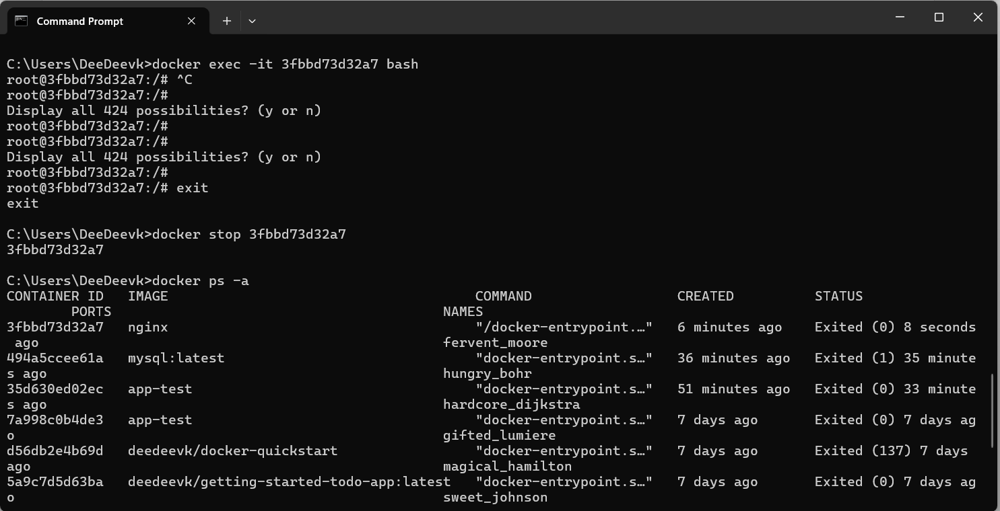 Command Prompt
C:\Users\DeeDeevk>docker exec -it 3fbbd73d32a7 bash
root@3fbbd73d32a7:/# ^C
root@3fbbd73d32a7:/#
Display all 424 possibilities? (y or n)
root@3fbbd73d32a7:/#
root@3fbbd73d32a7:/#
Display all 424 possibilities? (y or n)
root@3fbbd73d32a7:/#
root@3fbbd73d32a7:/# exit
exit
C:\Users\DeeDeevk>docker stop 3fbbd73d32a7
3fbbd73d32a7
C:\Users\DeeDeevk>docker ps -a
CONTAINER ID   IMAGE                                      COMMAND                  CREATED          STATUS
        PORTS                                         NAMES
3fbbd73d32a7   nginx                                      "/docker-entrypoint.…"   6 minutes ago    Exited (0) 8 seconds
 ago                                                  fervent_moore
494a5ccee61a   mysql:latest                               "docker-entrypoint.s…"   36 minutes ago   Exited (1) 35 minute
s ago                                                 hungry_bohr
35d630ed02ec   app-test                                   "docker-entrypoint.s…"   51 minutes ago   Exited (0) 33 minute
s ago                                                 hardcore_dijkstra
7a998c0b4de3   app-test                                   "docker-entrypoint.s…"   7 days ago       Exited (0) 7 days ag
o                                                     gifted_lumiere
d56db2e4b69d   deedeevk/docker-quickstart                 "docker-entrypoint.s…"   7 days ago       Exited (137) 7 days
ago                                                   magical_hamilton
5a9c7d5d63ba   deedeevk/getting-started-todo-app:latest   "docker-entrypoint.s…"   7 days ago       Exited (0) 7 days ag
o                                                     sweet_johnson